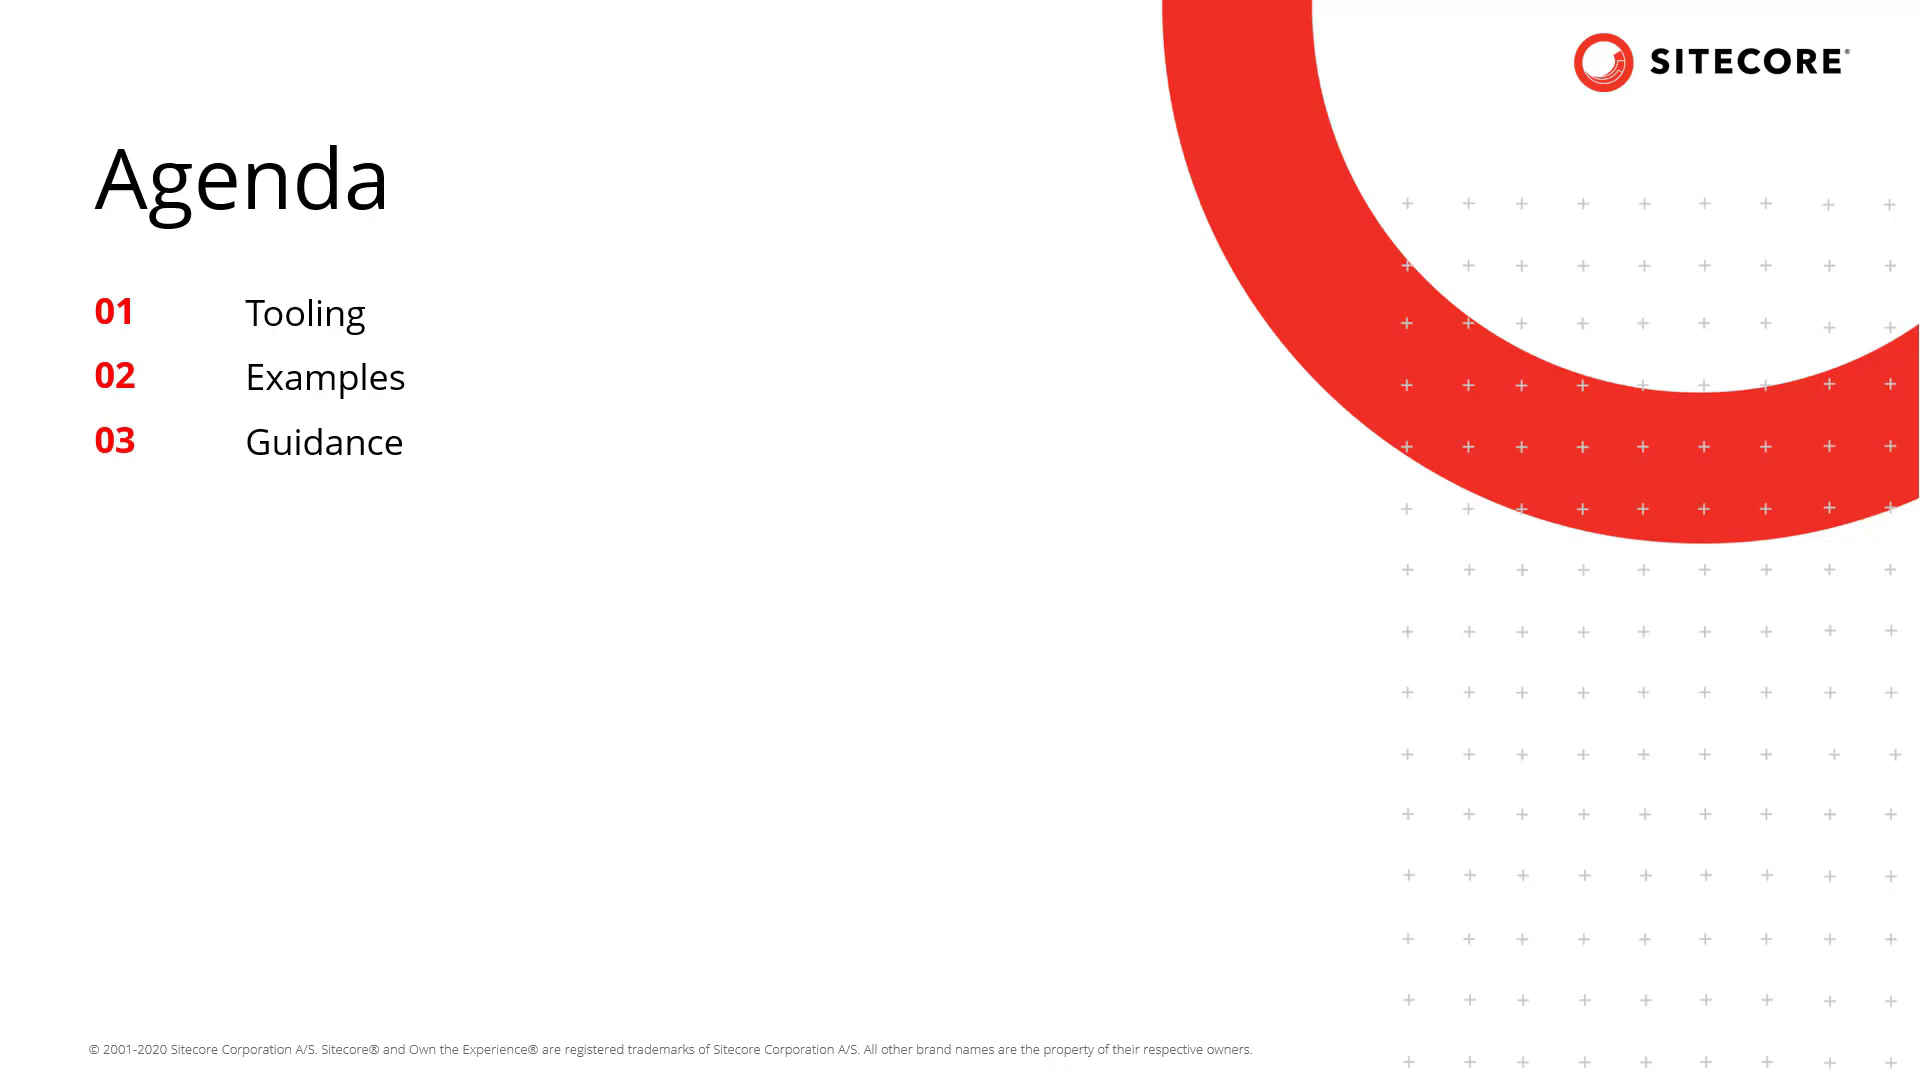 SITECORE®
Agenda
01 Tooling
02 Examples
03 Guidance
© 2001-2020 Sitecore Corporation A/S. Sitecore® and Own the Experience® are registered trademarks of Sitecore Corporation A/S. All other brand names are the property of their respective owners.